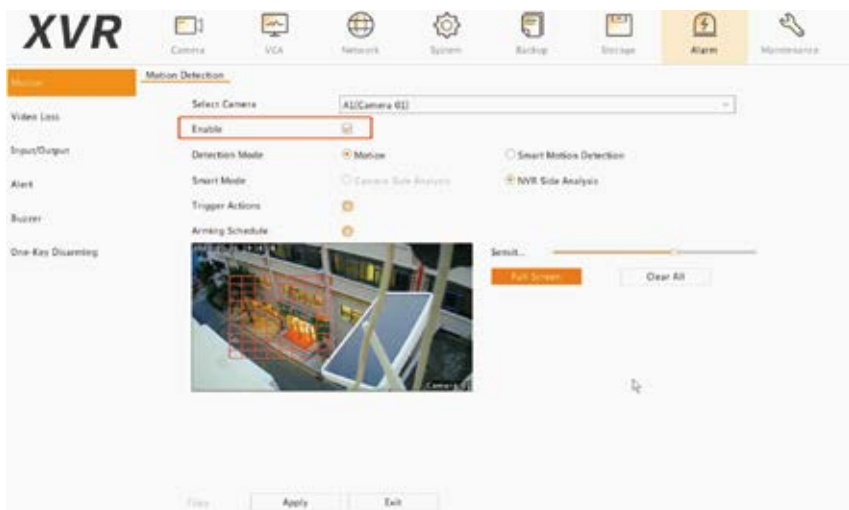 XVR
Camera VCA Network System Backup Storage Alarm Maintenance
Motion
Video Loss
Input/Output
Alert
Buzzer
One-Key Disarming
Motion Detection
Select Camera A1(Camera 01)
Enable
Detection Mode Motion Smart Motion Detection
Smart Mode Camera Side Analysis NVR Side Analysis
Trigger Actions
Arming Schedule
Sensit...
Full Screen Clear All
Camera 01
Copy Apply Exit